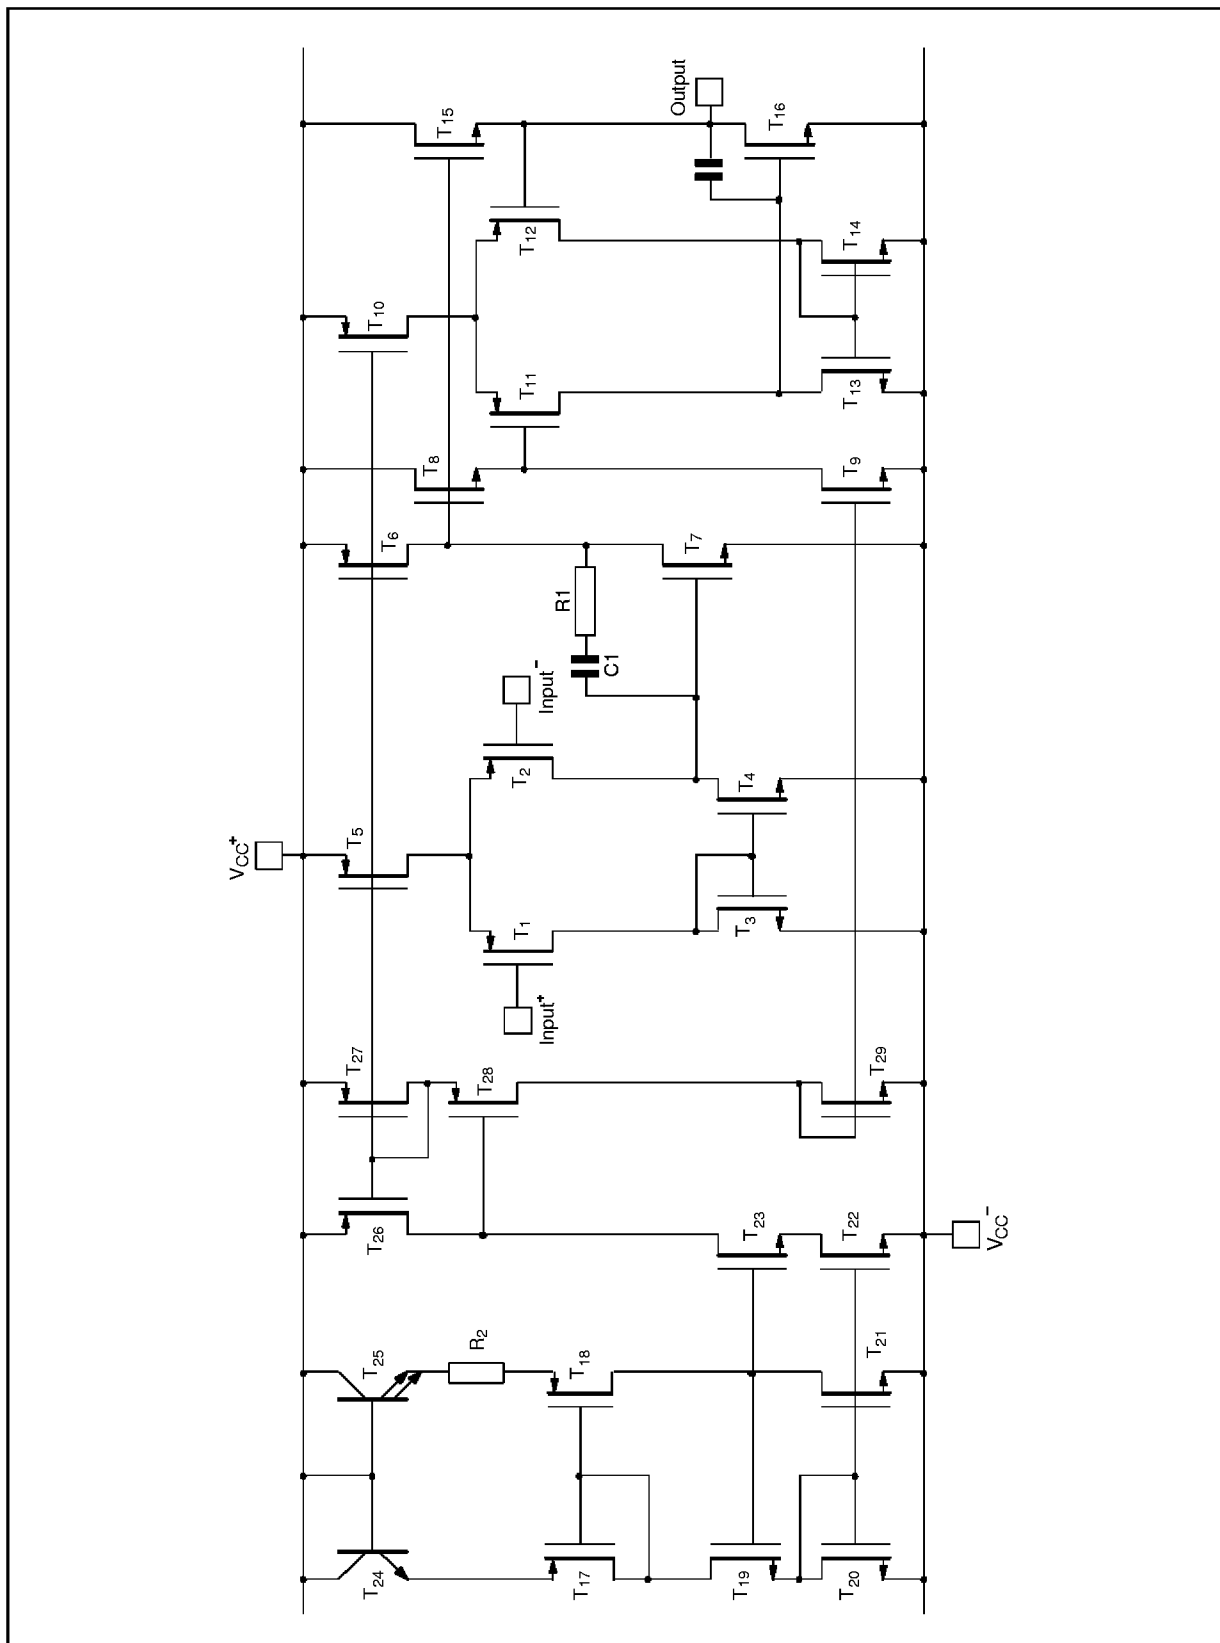 VCC+
T24
T25
R2
T17
T18
T19
T20
T21
T26
T23
T22
VCC-
T27
T28
T29
Input+
T1
T5
T2
Input-
T3
T4
C1
R1
T6
T7
T8
T9
T10
T11
T12
T13
T14
T15
Output
T16